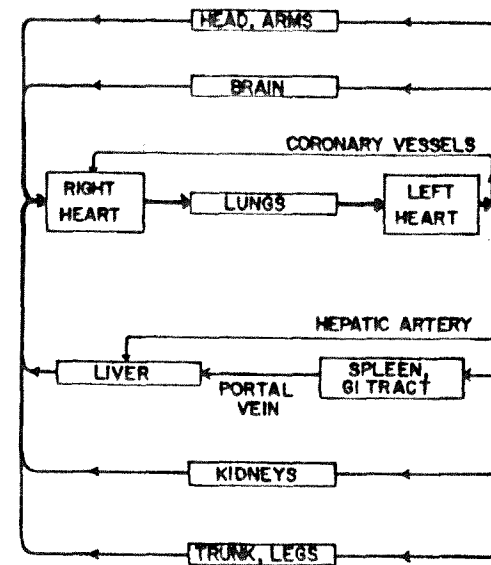 HEAD, ARMS
BRAIN
CORONARY VESSELS
RIGHT
HEART
LUNGS
LEFT
HEART
HEPATIC ARTERY
LIVER
PORTAL
VEIN
SPLEEN,
GI TRACT
KIDNEYS
TRUNK, LEGS